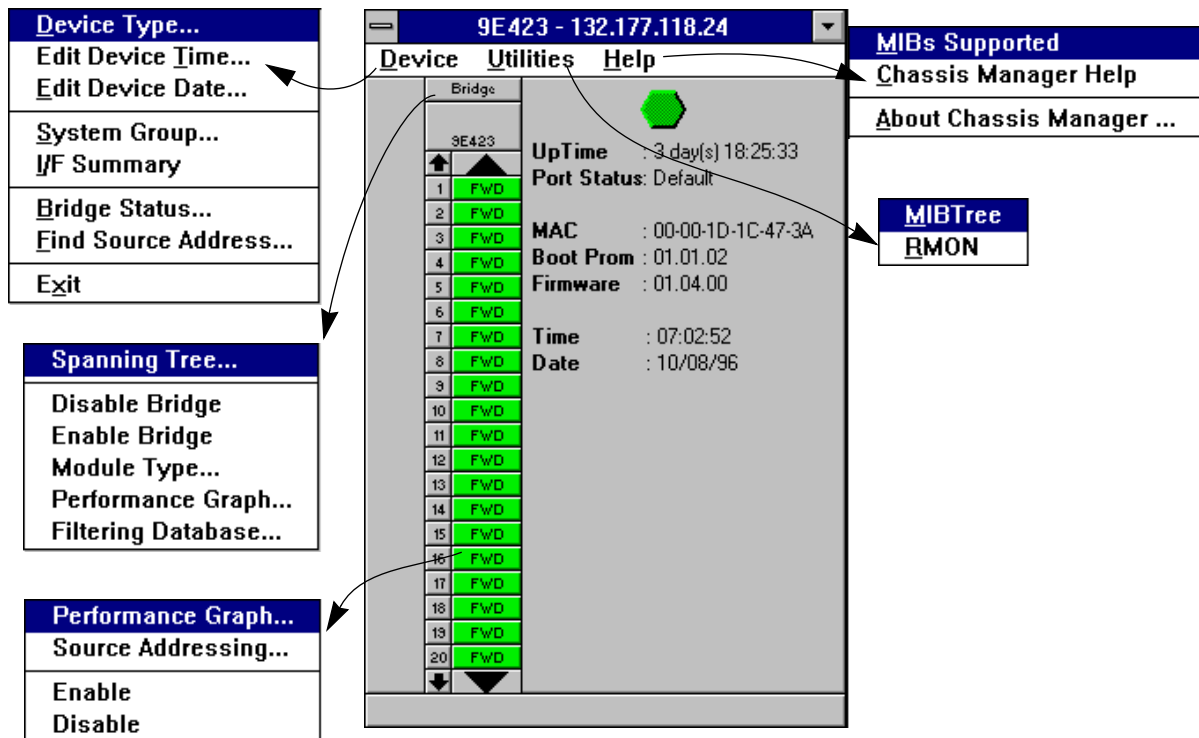 Device Type...
Edit Device Time...
Edit Device Date...
System Group...
I/F Summary
Bridge Status...
Find Source Address...
Exit
Spanning Tree...
Disable Bridge
Enable Bridge
Module Type...
Performance Graph...
Filtering Database...
Performance Graph...
Source Addressing...
Enable
Disable
9E423 - 132.177.118.24
Device Utilities Help
Bridge
9E423
1 FWD
2 FWD
3 FWD
4 FWD
5 FWD
6 FWD
7 FWD
8 FWD
9 FWD
10 FWD
11 FWD
12 FWD
13 FWD
14 FWD
15 FWD
16 FWD
17 FWD
18 FWD
19 FWD
20 FWD
UpTime : 3 day(s) 18:25:33
Port Status: Default
MAC : 00-00-1D-1C-47-3A
Boot Prom : 01.01.02
Firmware : 01.04.00
Time : 07:02:52
Date : 10/08/96
MIBs Supported
Chassis Manager Help
About Chassis Manager ...
MIBTree
RMON